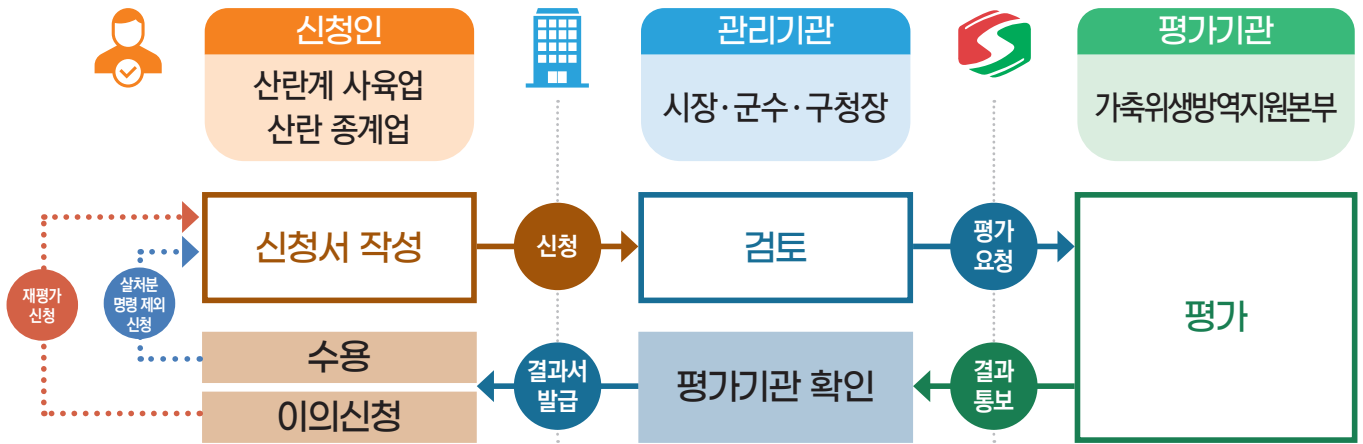 신청인
산란계 사육업
산란 종계업
관리기관
시장·군수·구청장
평가기관
가축위생방역지원본부
신청서 작성
신청
검토
평가
요청
평가
재평가
신청
살처분
명령 제외
신청
수용
이의신청
결과서
발급
평가기관 확인
결과
통보